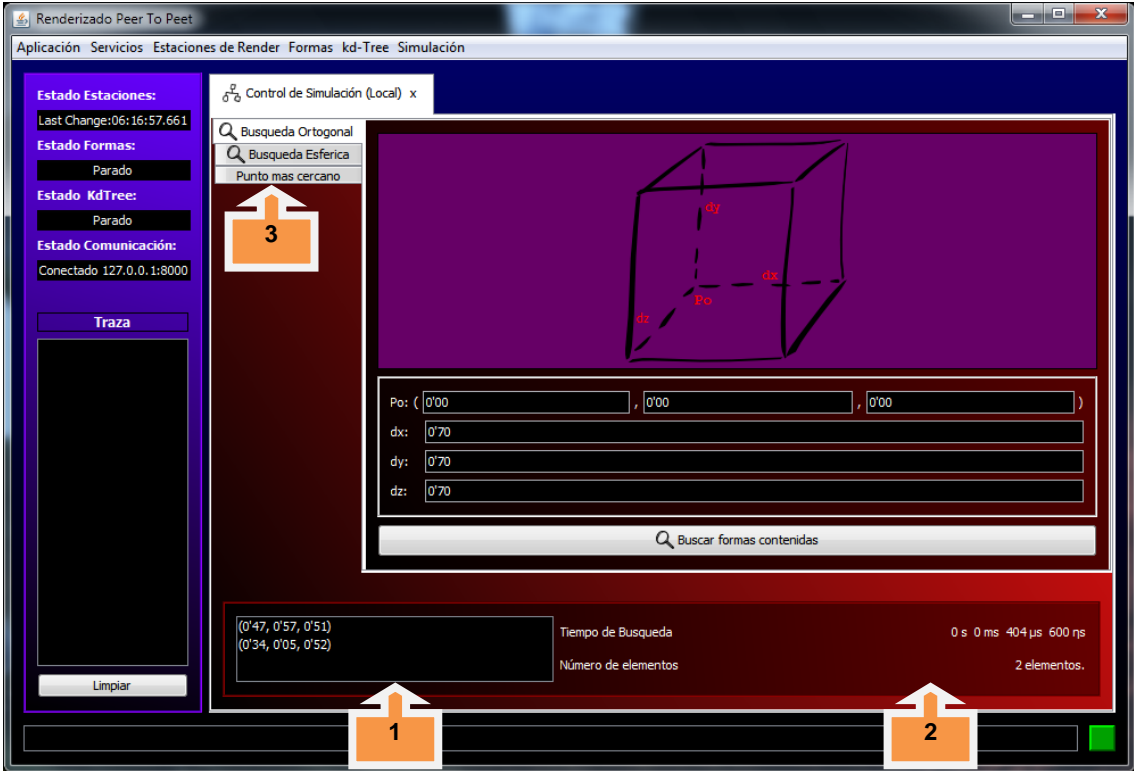 Renderizado Peer To Peet
Aplicación Servicios Estaciones de Render Formas kd-Tree Simulación
Estado Estaciones:
Last Change:06:16:57.661
Estado Formas:
Parado
Estado KdTree:
Parado
Estado Comunicación:
Conectado 127.0.0.1:8000
Traza
Limpiar
Control de Simulación (Local) x
Busqueda Ortogonal
Busqueda Esferica
Punto mas cercano
3
dy
dx
Po
dz
Po: ( 0'00 , 0'00 , 0'00 )
dx: 0'70
dy: 0'70
dz: 0'70
Buscar formas contenidas
(0'47, 0'57, 0'51)
(0'34, 0'05, 0'52)
Tiempo de Busqueda 0 s 0 ms 404 µs 600 ηs
Número de elementos 2 elementos.
1
2